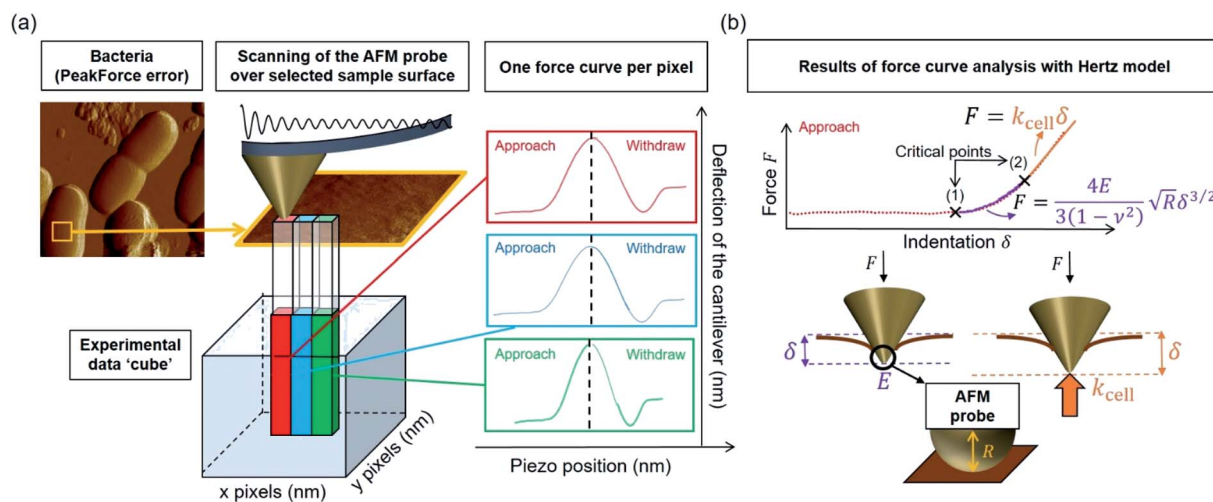 (a)
Bacteria
(PeakForce error)
Scanning of the AFM probe
over selected sample surface
One force curve per pixel
Approach
Withdraw
Approach
Withdraw
Approach
Withdraw
Deflection of the cantilever (nm)
Piezo position (nm)
Experimental
data ‘cube’
x pixels (nm)
y pixels (nm)
(b)
Results of force curve analysis with Hertz model
Approach
F = k_cell δ
Critical points
(1)
(2)
F = 4E / 3(1 − ν²) √R δ^3/2
Force F
Indentation δ
F
F
δ
E
δ
k_cell
AFM
probe
R